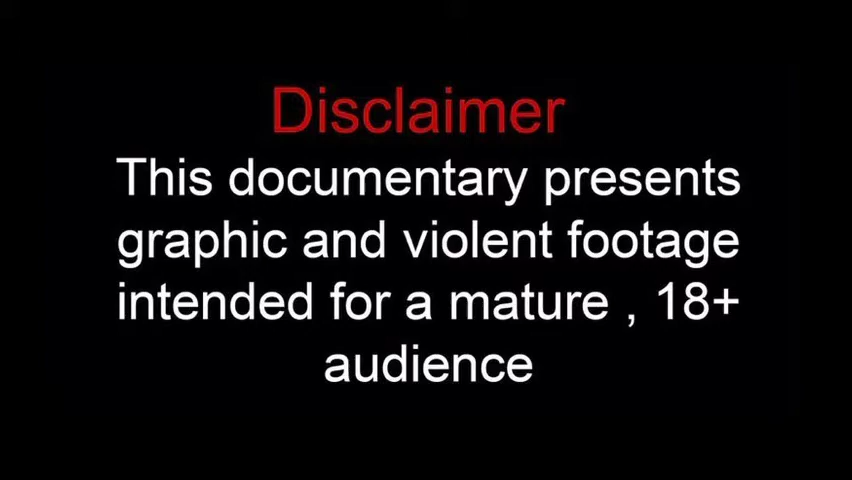 Disclaimer
This documentary presents
graphic and violent footage
intended for a mature , 18+
audience